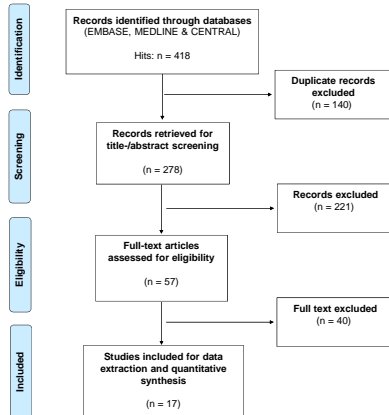 Identification
Records identified through databases
(EMBASE, MEDLINE & CENTRAL)
Hits: n = 418
Duplicate records
excluded
(n = 140)
Screening
Records retrieved for
title-/abstract screening
(n = 278)
Records excluded
(n = 221)
Eligibility
Full-text articles
assessed for eligibility
(n = 57)
Full text excluded
(n = 40)
Included
Studies included for data
extraction and quantitative
synthesis
(n = 17)